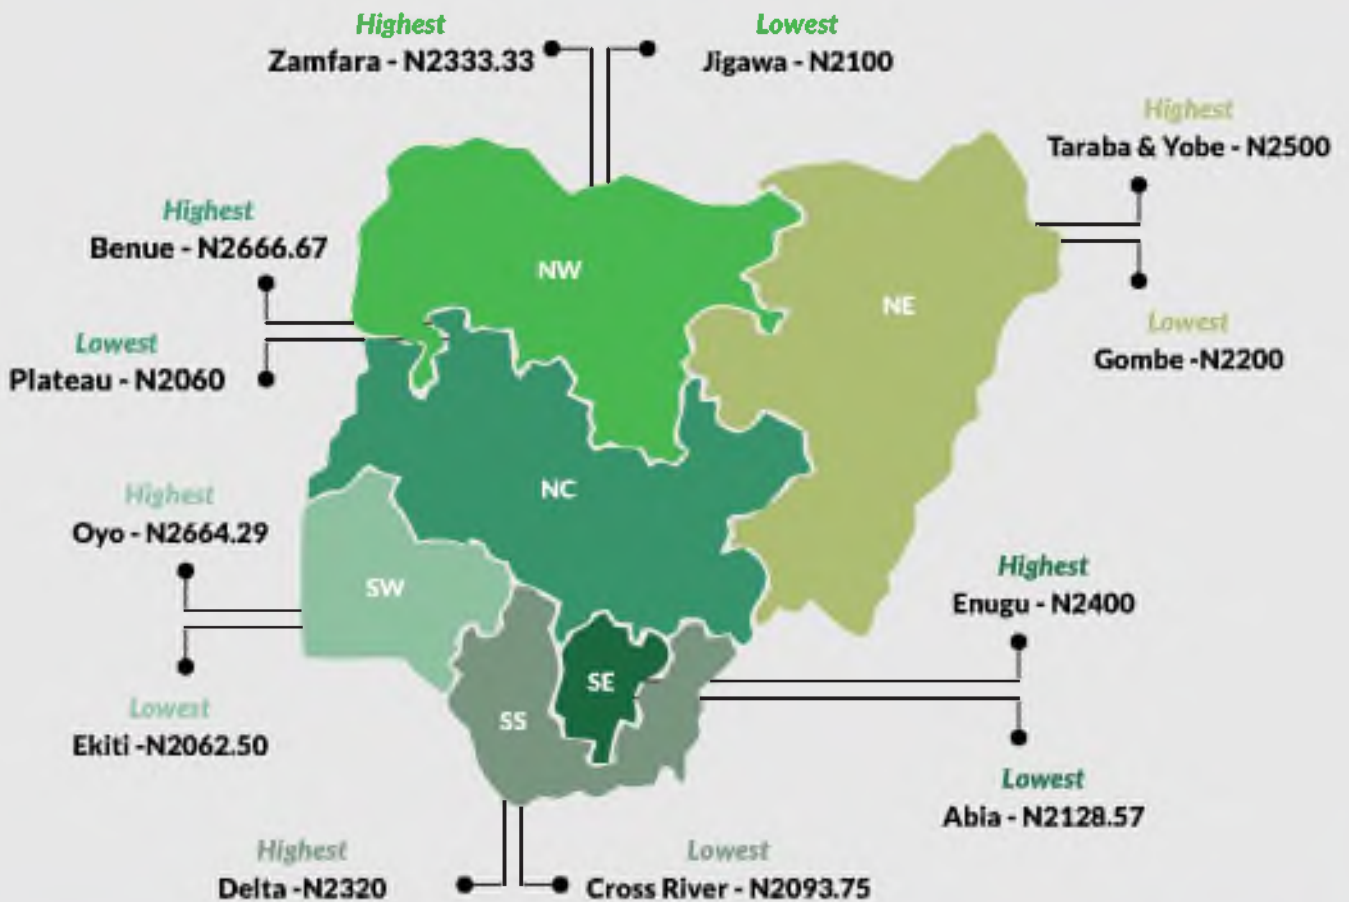 Highest
Zamfara - N2333.33
Lowest
Jigawa - N2100
Highest
Taraba & Yobe - N2500
Highest
Benue - N2666.67
NW
NE
Lowest
Plateau - N2060
Lowest
Gombe -N2200
NC
Highest
Oyo - N2664.29
SW
Highest
Enugu - N2400
SE
SS
Lowest
Ekiti -N2062.50
Lowest
Abia - N2128.57
Highest
Delta -N2320
Lowest
Cross River - N2093.75